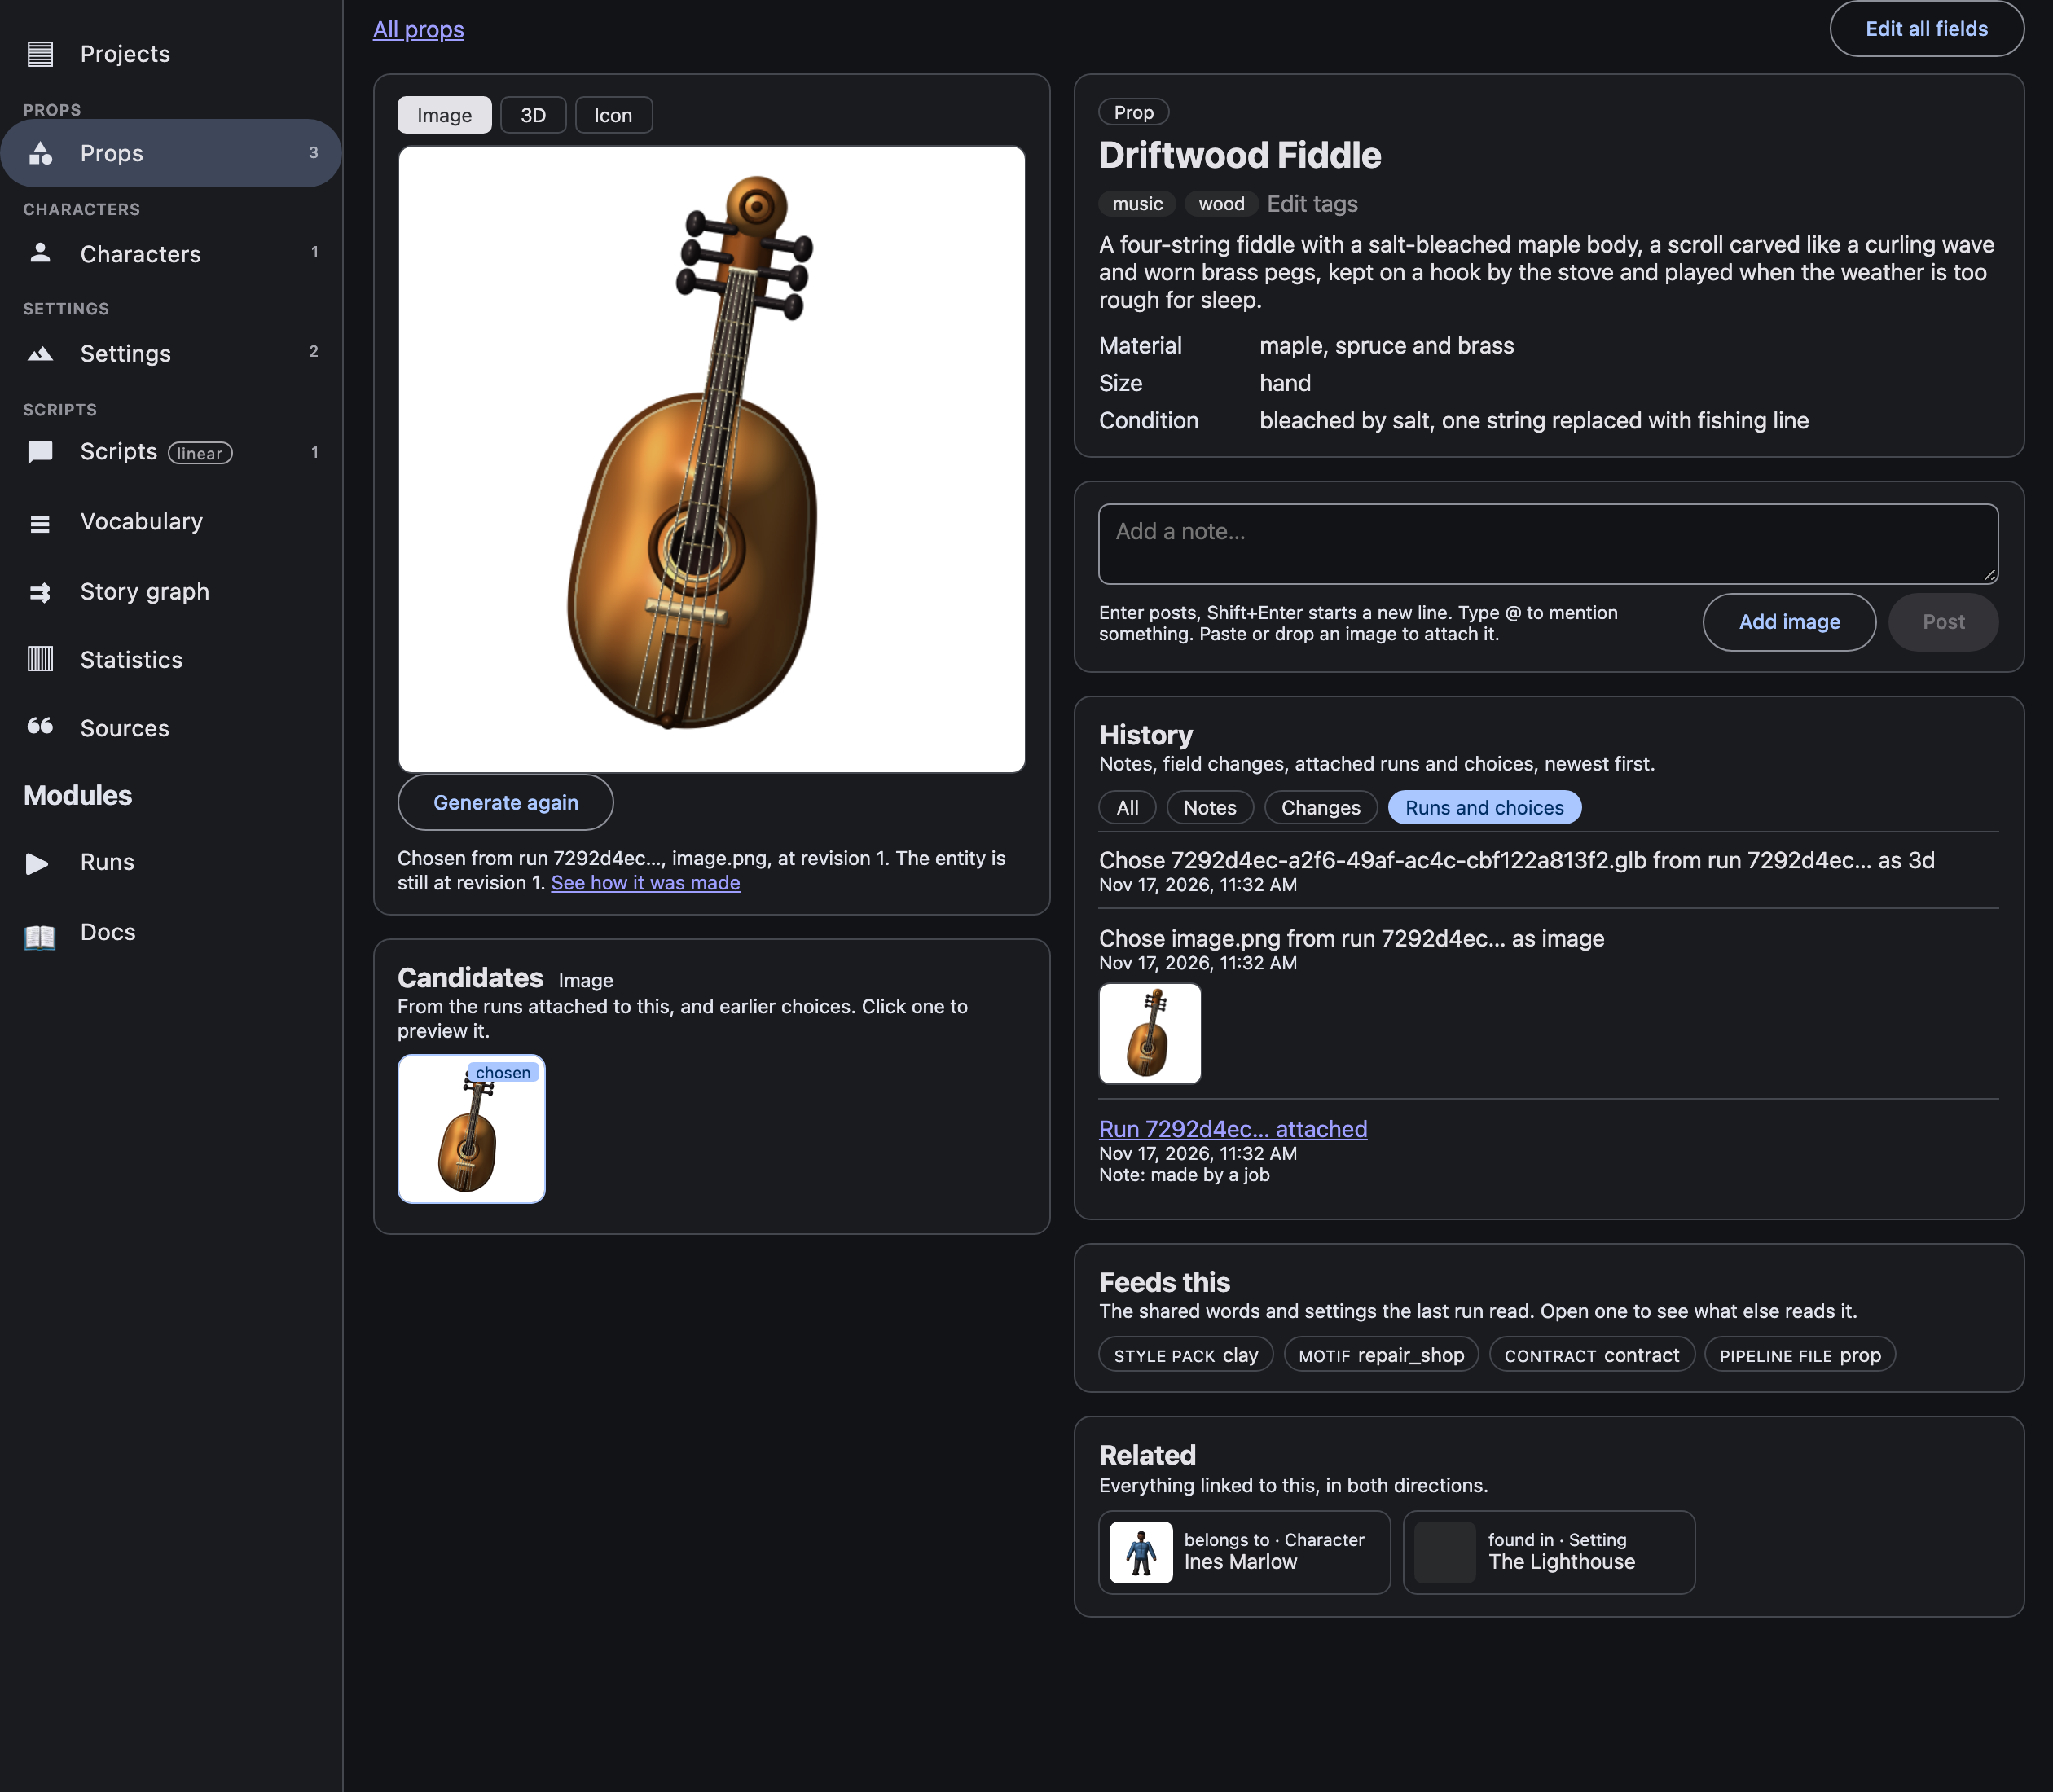 Projects
PROPS
Props 3
CHARACTERS
Characters 1
SETTINGS
Settings 2
SCRIPTS
Scripts linear 1
Vocabulary
Story graph
Statistics
Sources
Modules
Runs
Docs
All props
Edit all fields
Image 3D Icon
Generate again
Chosen from run 7292d4ec..., image.png, at revision 1. The entity is
still at revision 1. See how it was made
Candidates Image
From the runs attached to this, and earlier choices. Click one to
preview it.
chosen
Prop
Driftwood Fiddle
music wood Edit tags
A four-string fiddle with a salt-bleached maple body, a scroll carved like a curling wave
and worn brass pegs, kept on a hook by the stove and played when the weather is too
rough for sleep.
Material maple, spruce and brass
Size hand
Condition bleached by salt, one string replaced with fishing line
Add a note...
Enter posts, Shift+Enter starts a new line. Type @ to mention
something. Paste or drop an image to attach it.
Add image Post
History
Notes, field changes, attached runs and choices, newest first.
All Notes Changes Runs and choices
Chose 7292d4ec-a2f6-49af-ac4c-cbf122a813f2.glb from run 7292d4ec... as 3d
Nov 17, 2026, 11:32 AM
Chose image.png from run 7292d4ec... as image
Nov 17, 2026, 11:32 AM
Run 7292d4ec... attached
Nov 17, 2026, 11:32 AM
Note: made by a job
Feeds this
The shared words and settings the last run read. Open one to see what else reads it.
STYLE PACK clay MOTIF repair_shop CONTRACT contract PIPELINE FILE prop
Related
Everything linked to this, in both directions.
belongs to · Character
Ines Marlow
found in · Setting
The Lighthouse